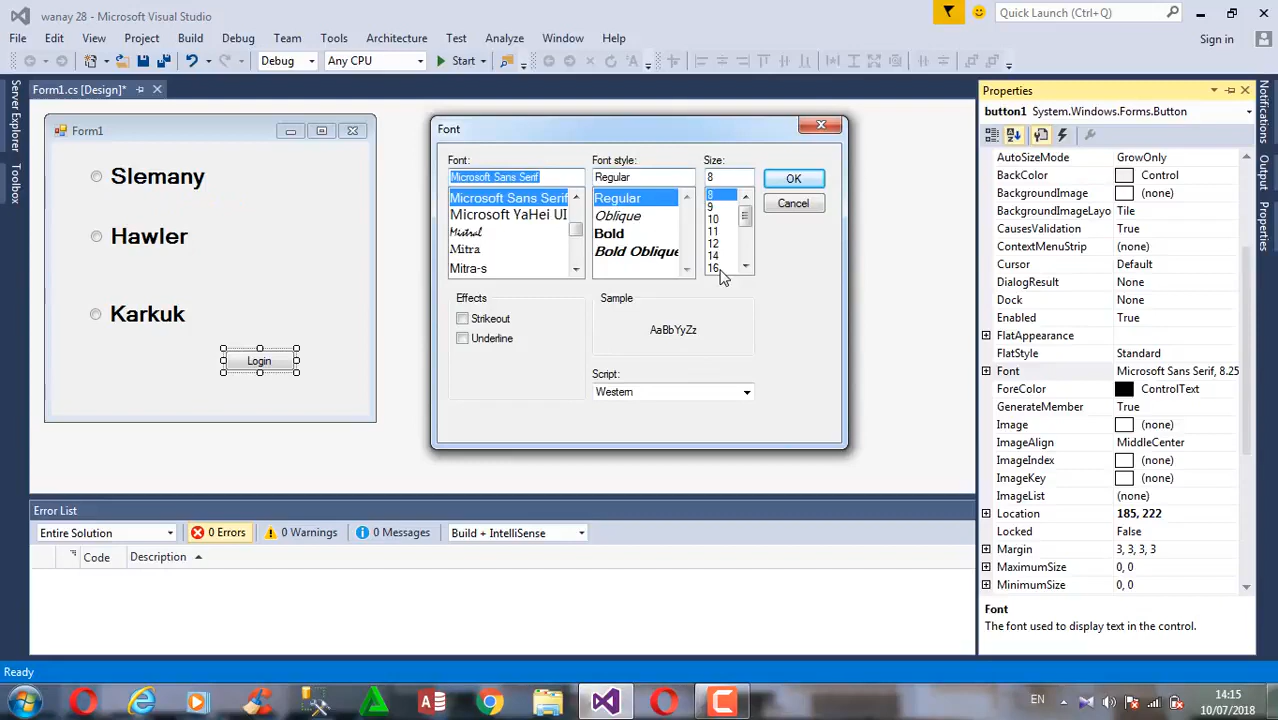 wanay 28 - Microsoft Visual Studio
Quick Launch (Ctrl+Q)
File Edit View Project Build Debug Team Tools Architecture Test Analyze Window Help
Sign in
Debug Any CPU Start
Server Explorer
Toolbox
Form1.cs [Design]*
Form1
Slemany
Hawler
Karkuk
Login
Font
Font: Font style: Size:
Microsoft Sans Serif Regular 8
OK
Cancel
Microsoft Sans Serif
Microsoft YaHei UI
Mistral
Mitra
Mitra-s
Regular
Oblique
Bold
Bold Oblique
8
9
10
11
12
14
16
Effects
Strikeout
Underline
Sample
AaBbYyZz
Script:
Western
Properties
button1 System.Windows.Forms.Button
AutoSizeMode GrowOnly
BackColor Control
BackgroundImage (none)
BackgroundImageLayo Tile
CausesValidation True
ContextMenuStrip (none)
Cursor Default
DialogResult None
Dock None
Enabled True
FlatAppearance
FlatStyle Standard
Font Microsoft Sans Serif, 8.25
ForeColor ControlText
GenerateMember True
Image (none)
ImageAlign MiddleCenter
ImageIndex (none)
ImageKey (none)
ImageList (none)
Location 185, 222
Locked False
Margin 3, 3, 3, 3
MaximumSize 0, 0
MinimumSize 0, 0
Font
The font used to display text in the control.
Notifications
Output
Properties
Error List
Entire Solution 0 Errors 0 Warnings 0 Messages Build + IntelliSense
Code Description
Ready
EN
14:15
10/07/2018